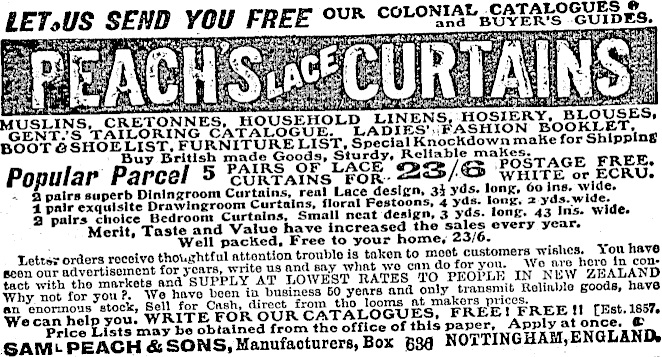 LET US SEND YOU FREE OUR COLONIAL CATALOGUES
and BUYER'S GUIDES.
PEACH'S LACE CURTAINS
MUSLINS, CRETONNES, HOUSEHOLD LINENS, HOSIERY, BLOUSES,
GENT.'S TAILORING CATALOGUE. LADIES' FASHION BOOKLET,
BOOT & SHOE LIST, FURNITURE LIST, Special Knockdown make for Shipping
Buy British made Goods, Sturdy, Reliable makes.
Popular Parcel 5 PAIRS OF LACE CURTAINS FOR 23/6 POSTAGE FREE. WHITE or ECRU.
2 pairs superb Diningroom Curtains, real Lace design, 3½ yds. long, 60 ins. wide.
1 pair exquisite Drawingroom Curtains, floral Festoons, 4 yds. long, 2 yds. wide.
2 pairs choice Bedroom Curtains, Small neat design, 3 yds. long. 43 ins. wide.
Merit, Taste and Value have increased the sales every year.
Well packed, Free to your home, 23/6.
Letter orders receive thoughtful attention trouble is taken to meet customers wishes. You have
seen our advertisement for years, write us and say what we can do for you. We are here in con-
tact with the markets and SUPPLY AT LOWEST RATES TO PEOPLE IN NEW ZEALAND
Why not for you?. We have been in business 50 years and only transmit Reliable goods, have
an enormous stock, Sell for Cash, direct from the looms at makers prices.
We can help you. WRITE FOR OUR CATALOGUES, FREE! FREE!! [Est. 1857.
Price Lists may be obtained from the office of this paper, Apply at once.
SAML PEACH & SONS, Manufacturers, Box 630 NOTTINGHAM, ENGLAND.